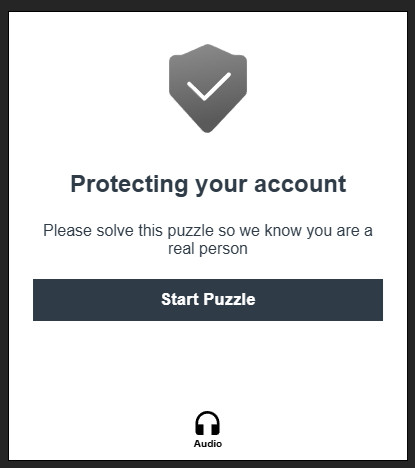 Protecting your account
Please solve this puzzle so we know you are a
real person
Start Puzzle
Audio